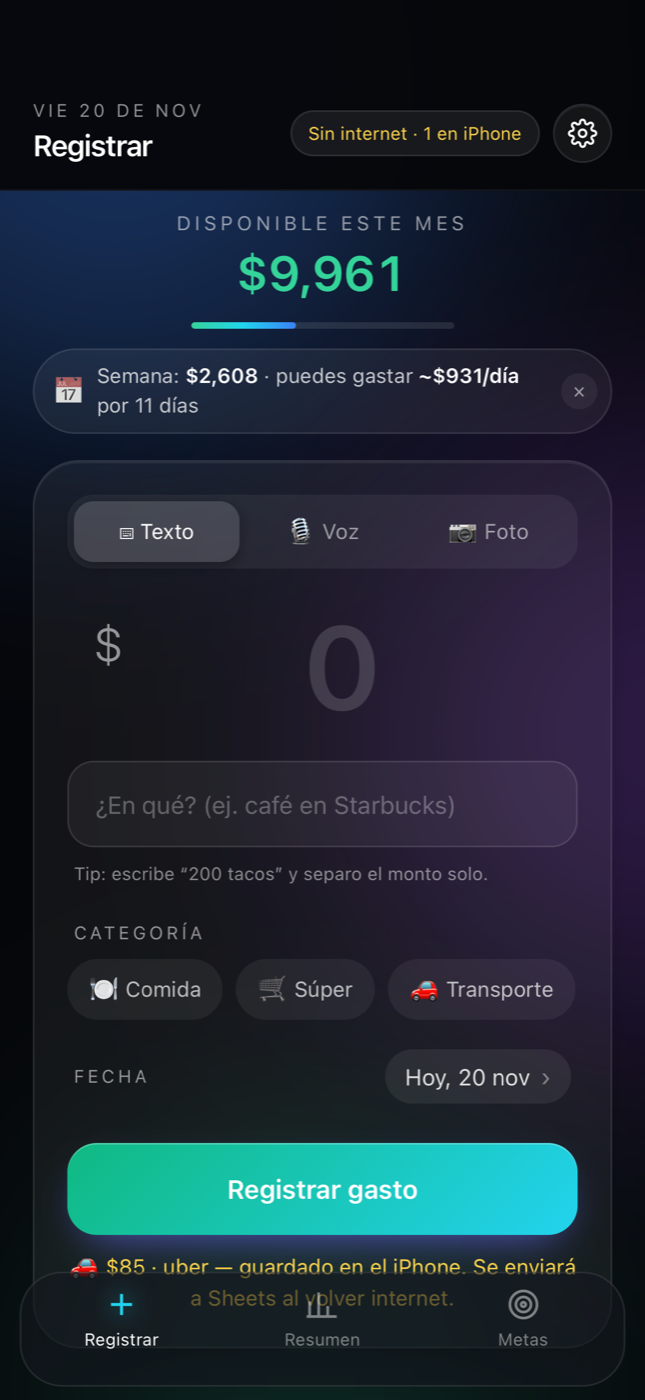 VIE 20 DE NOV
Registrar
Sin internet · 1 en iPhone
DISPONIBLE ESTE MES
$9,961
JUL
17
Semana: $2,608 · puedes gastar ~$931/día
por 11 días
×
Texto
Voz
Foto
$
0
¿En qué? (ej. café en Starbucks)
Tip: escribe “200 tacos” y separo el monto solo.
CATEGORÍA
Comida
Súper
Transporte
FECHA
Hoy, 20 nov ›
Registrar gasto
$85 · uber — guardado en el iPhone. Se enviará
a Sheets al volver internet.
Registrar
Resumen
Metas